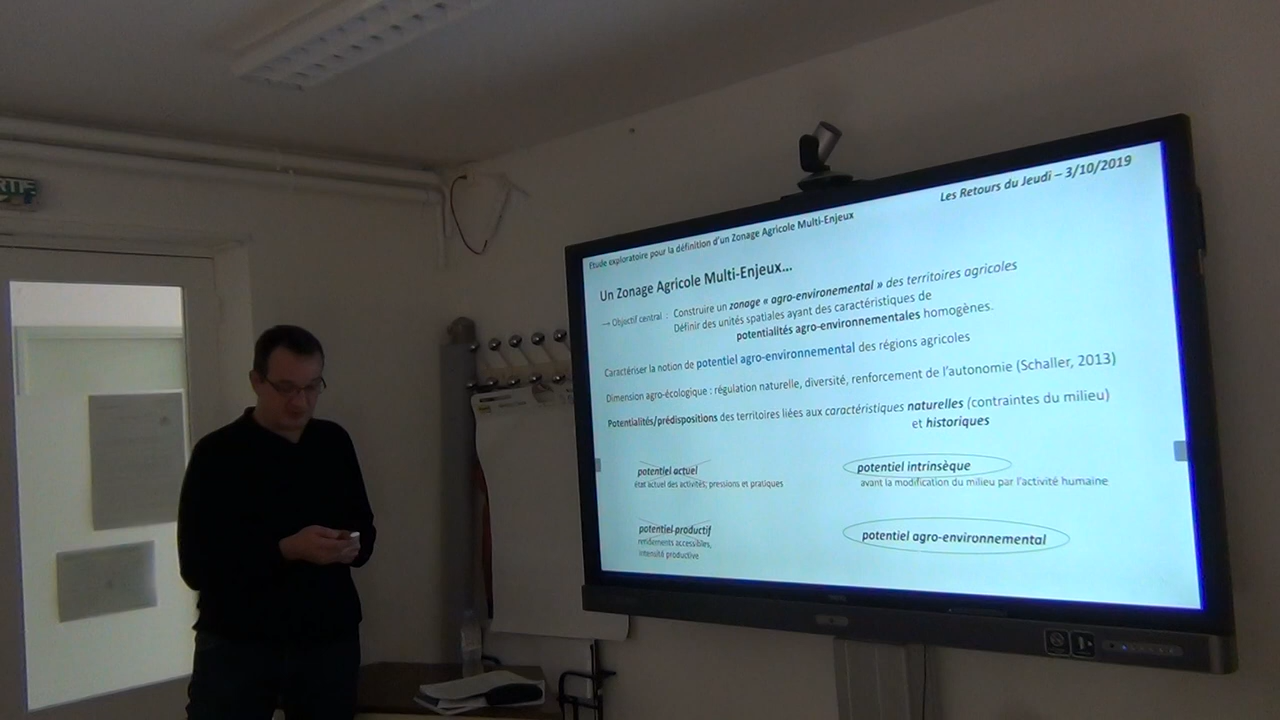 Les Retours du Jeudi – 3/10/2019
Etude exploratoire pour la définition d'un Zonage Agricole Multi-Enjeux
Un Zonage Agricole Multi-Enjeux...
→ Objectif central : Construire un zonage « agro-environemental » des territoires agricoles
Définir des unités spatiales ayant des caractéristiques de
potentialités agro-environnementales homogènes.
Caractériser la notion de potentiel agro-environnemental des régions agricoles
Dimension agro-écologique : régulation naturelle, diversité, renforcement de l'autonomie (Schaller, 2013)
Potentialités/prédispositions des territoires liées aux caractéristiques naturelles (contraintes du milieu)
et historiques
potentiel actuel
état actuel des activités; pressions et pratiques
potentiel intrinsèque
avant la modification du milieu par l'activité humaine
potentiel productif
rendements accessibles,
intensité productive
potentiel agro-environnemental